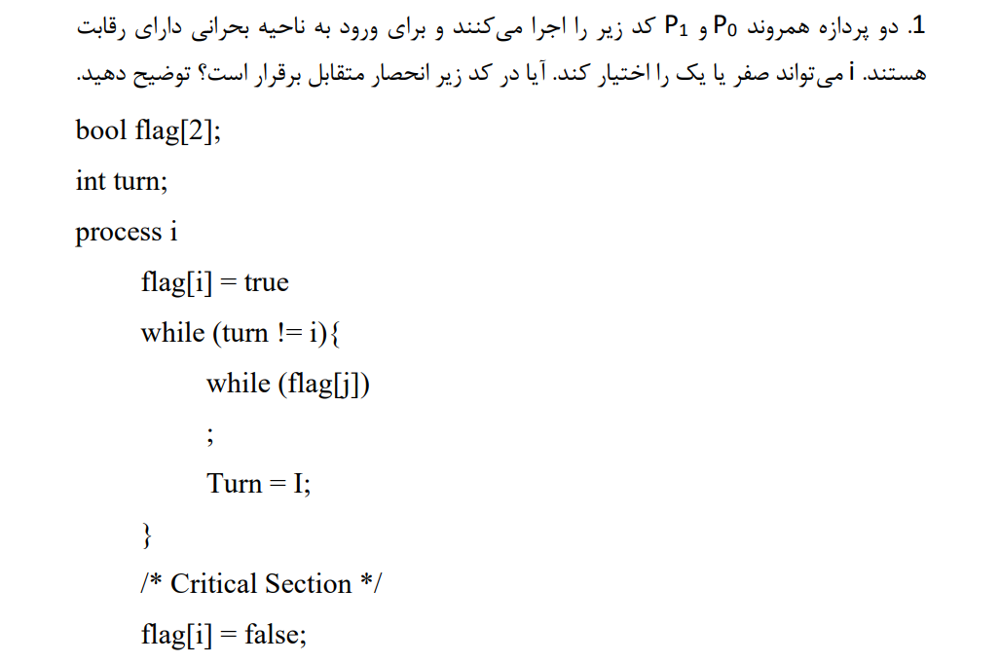 1. دو پردازه همروند P0 و P1 کد زیر را اجرا می‌کنند و برای ورود به ناحیه بحرانی دارای رقابت
هستند. i می‌تواند صفر یا یک را اختیار کند. آیا در کد زیر انحصار متقابل برقرار است؟ توضیح دهید.
bool flag[2];
int turn;
process i
flag[i] = true
while (turn != i){
while (flag[j])
;
Turn = I;
}
/* Critical Section */
flag[i] = false;